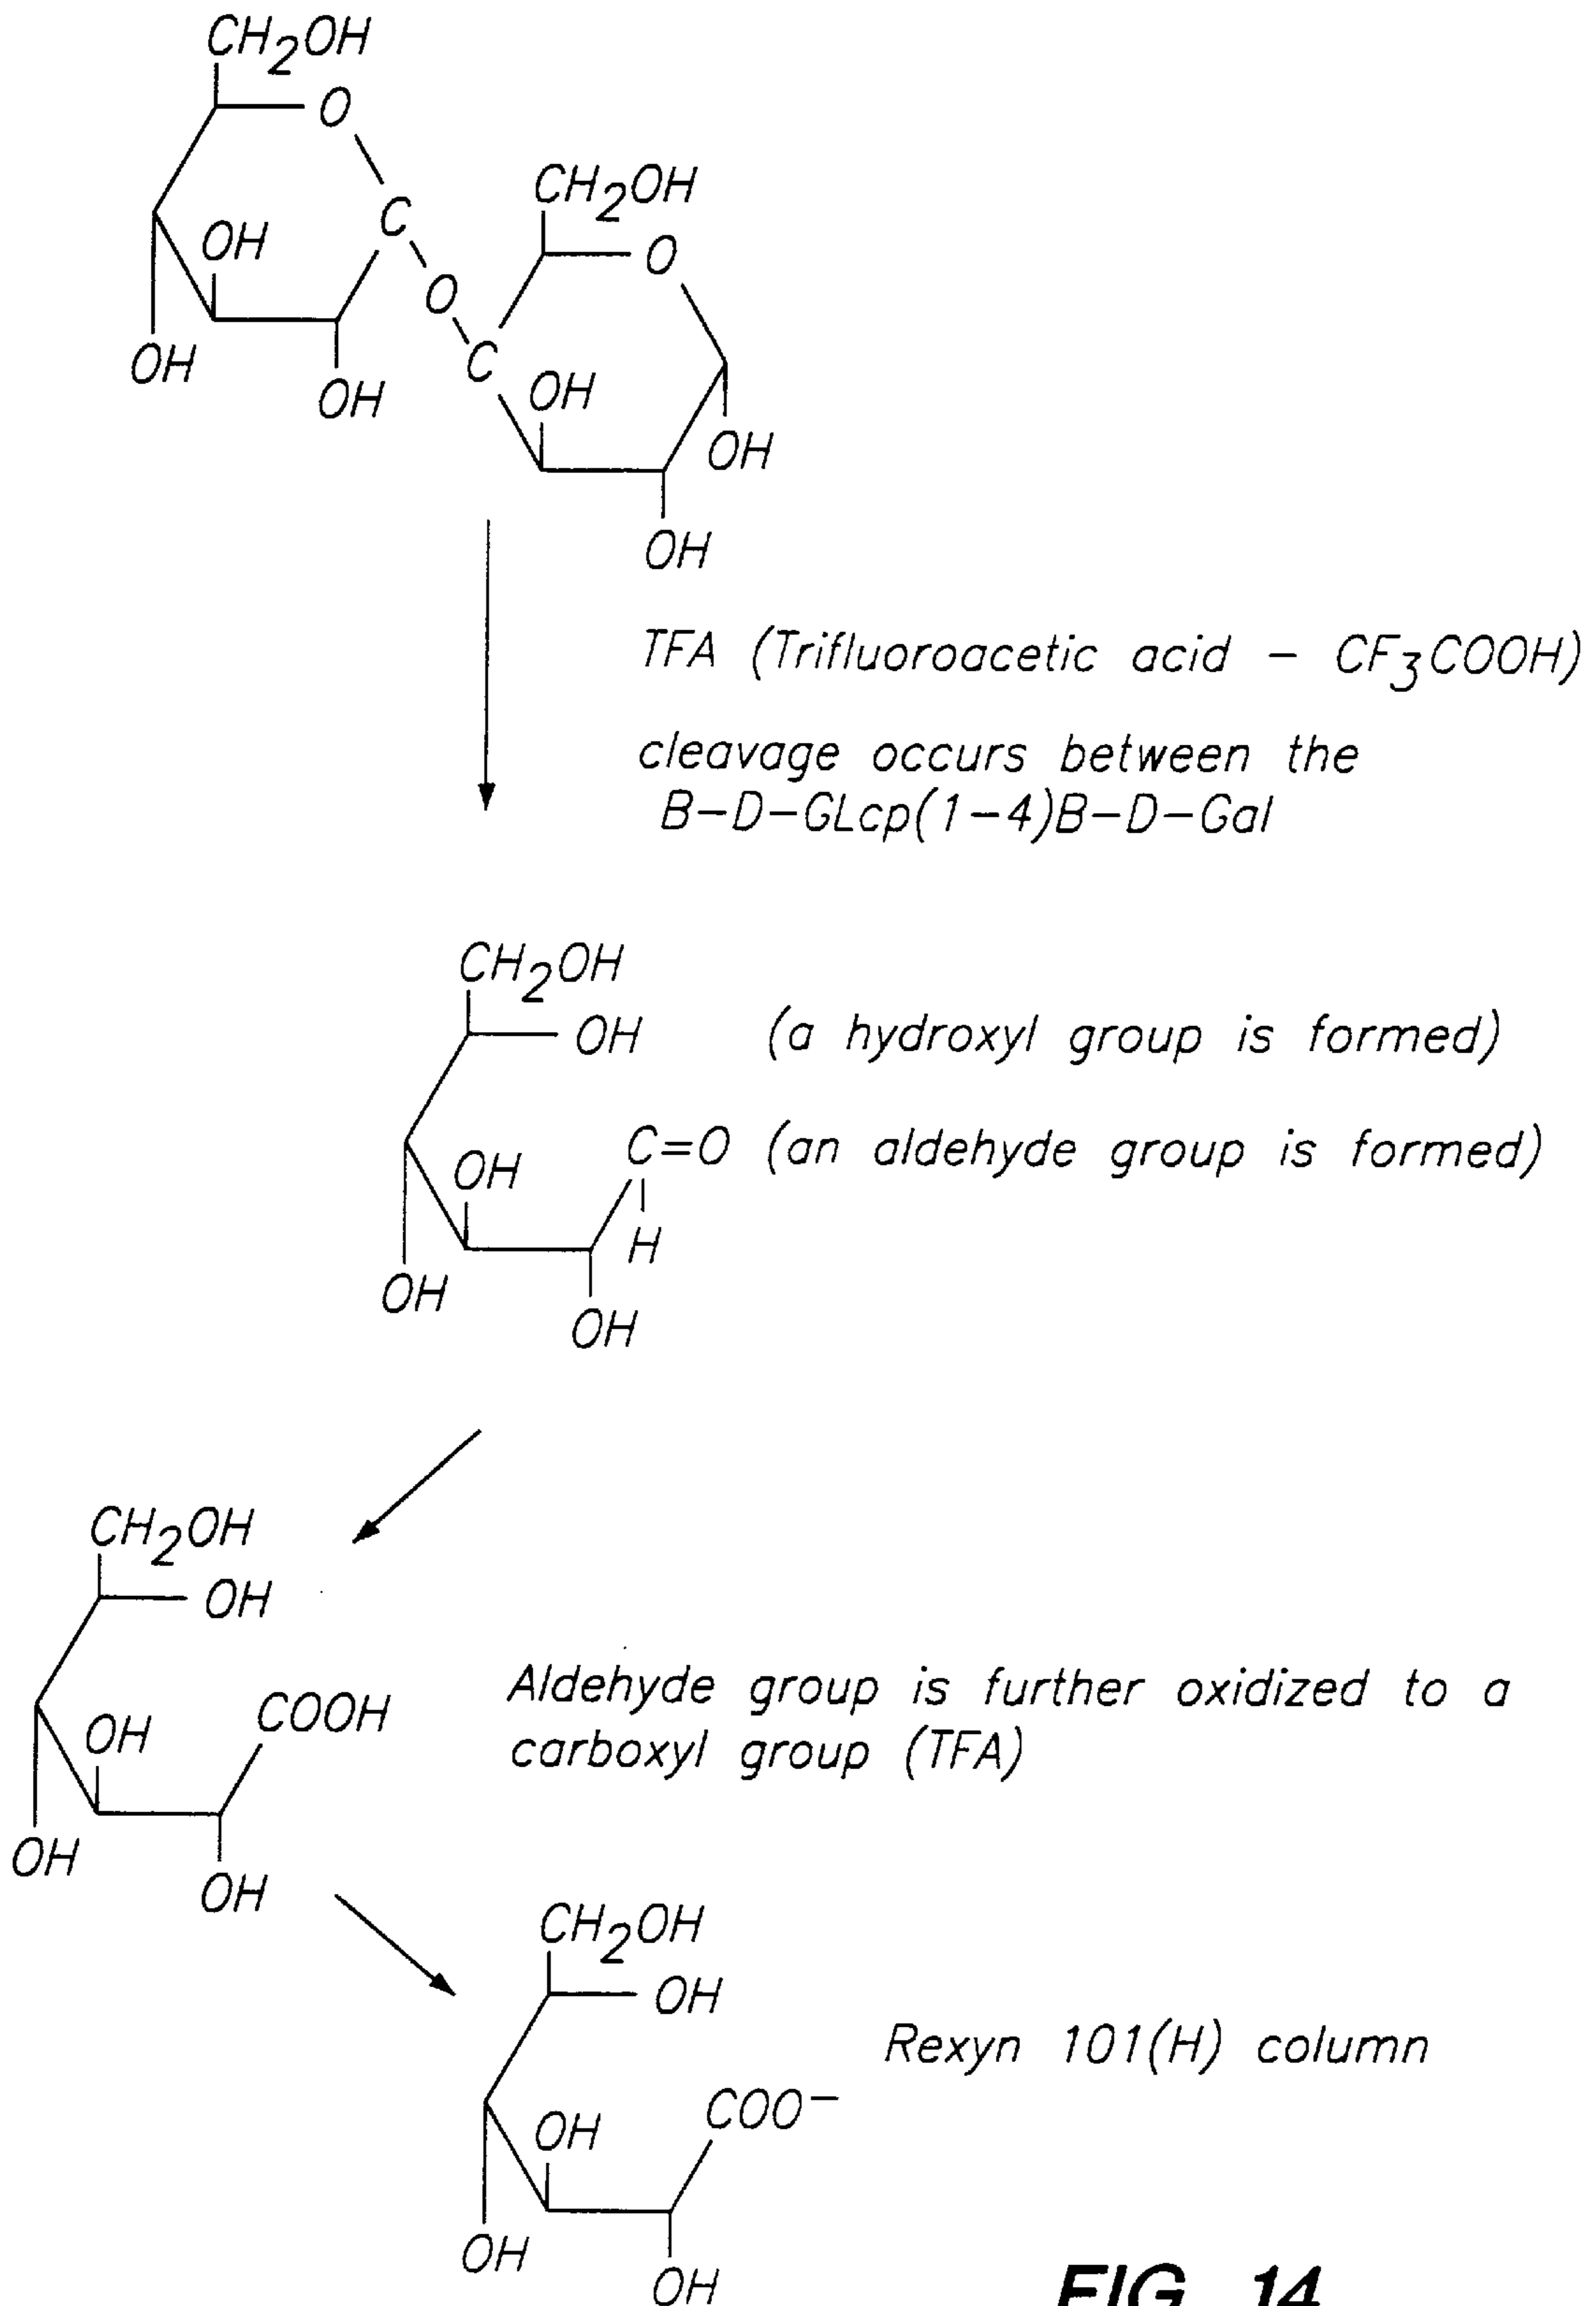 CH2OH
O
C
OH
O
OH
OH
CH2OH
O
C
OH
OH
OH
TFA (Trifluoroacetic acid – CF3COOH)
cleavage occurs between the
B–D–GLcp(1–4)B–D–Gal
CH2OH
OH (a hydroxyl group is formed)
C=O (an aldehyde group is formed)
OH
H
OH
OH
CH2OH
OH
Aldehyde group is further oxidized to a
carboxyl group (TFA)
COOH
OH
OH
OH
CH2OH
OH
Rexyn 101(H) column
COO–
OH
OH
OH
FIG. 14